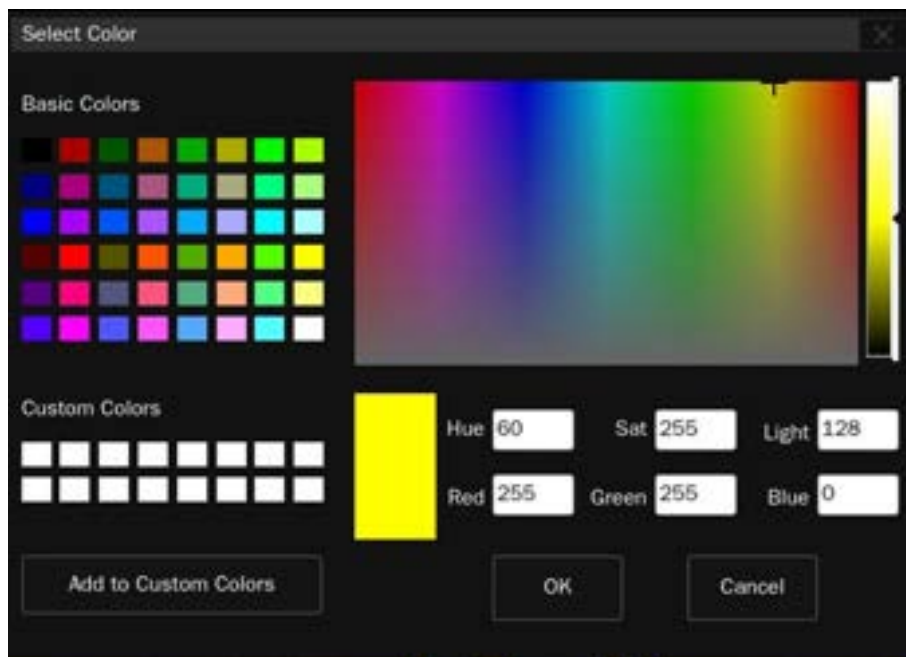 Select Color
Basic Colors
Custom Colors
Hue 60 Sat 255 Light 128
Red 255 Green 255 Blue 0
Add to Custom Colors OK Cancel